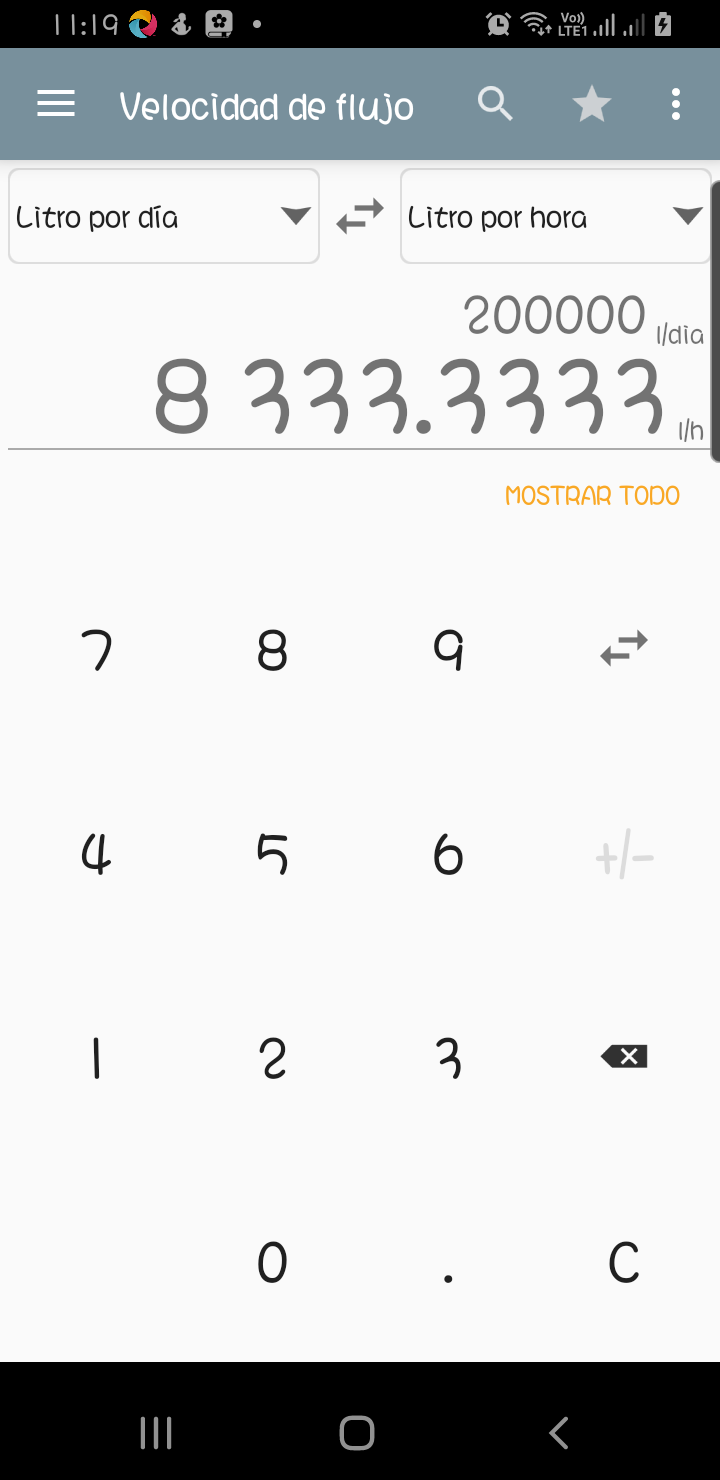 11:19
Vo)) LTE1
Velocidad de flujo
Litro por día
Litro por hora
200000 l/dia
8 333.3333 l/h
MOSTRAR TODO
7 8 9
4 5 6 +/-
1 2 3
0 . C